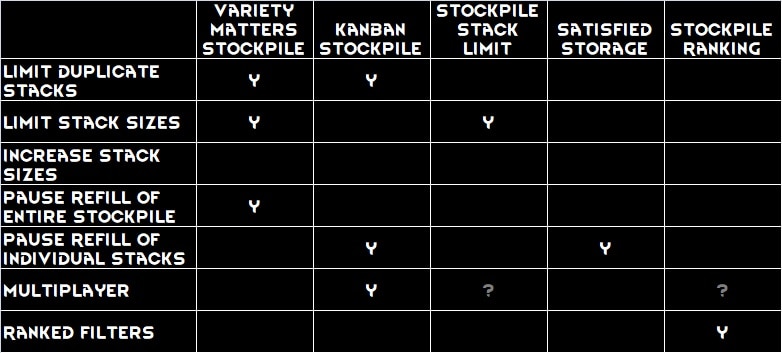 VARIETY MATTERS STOCKPILE
KANBAN STOCKPILE
STOCKPILE STACK LIMIT
SATISFIED STORAGE
STOCKPILE RANKING
LIMIT DUPLICATE STACKS Y Y
LIMIT STACK SIZES Y Y
INCREASE STACK SIZES
PAUSE REFILL OF ENTIRE STOCKPILE Y
PAUSE REFILL OF INDIVIDUAL STACKS Y Y
MULTIPLAYER Y ? ?
RANKED FILTERS Y